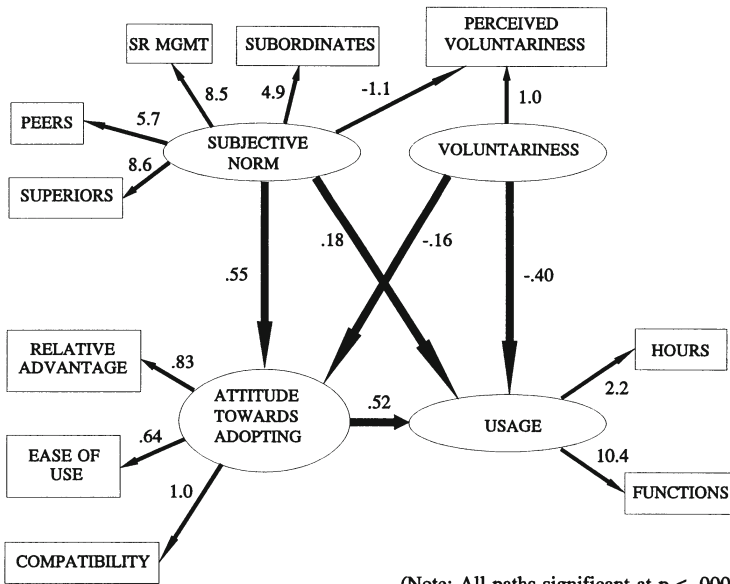 PERCEIVED
VOLUNTARINESS
SR MGMT
SUBORDINATES
8.5
4.9
-1.1
1.0
PEERS
5.7
SUBJECTIVE
NORM
VOLUNTARINESS
8.6
SUPERIORS
.18
-.16
.55
-.40
RELATIVE
ADVANTAGE
.83
HOURS
2.2
ATTITUDE
TOWARDS
ADOPTING
.52
USAGE
.64
EASE OF
USE
10.4
1.0
FUNCTIONS
COMPATIBILITY
(Note: All paths significant at p < .000